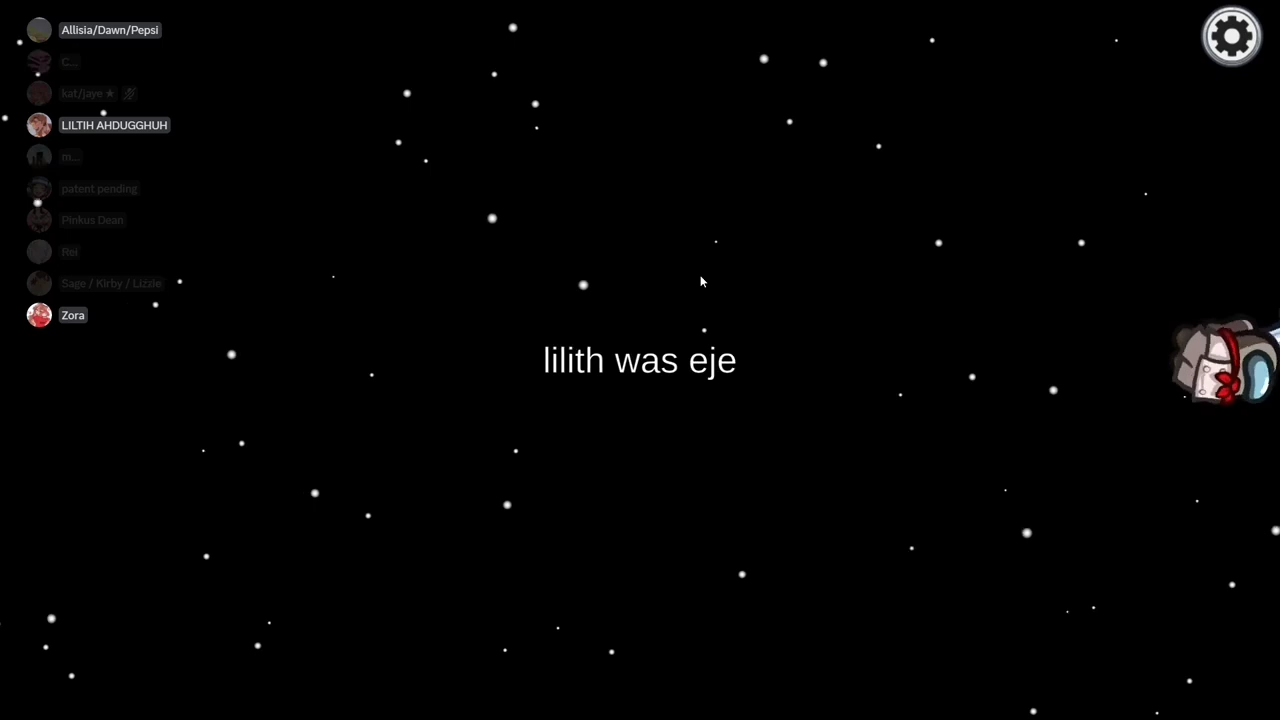 Allisia/Dawn/Pepsi
C...
kat/jaye ★
LILTIH AHDUGGHUH
m...
patent pending
Pinkus Dean
Rei
Sage / Kirby / Lizzie
Zora
lilith was eje